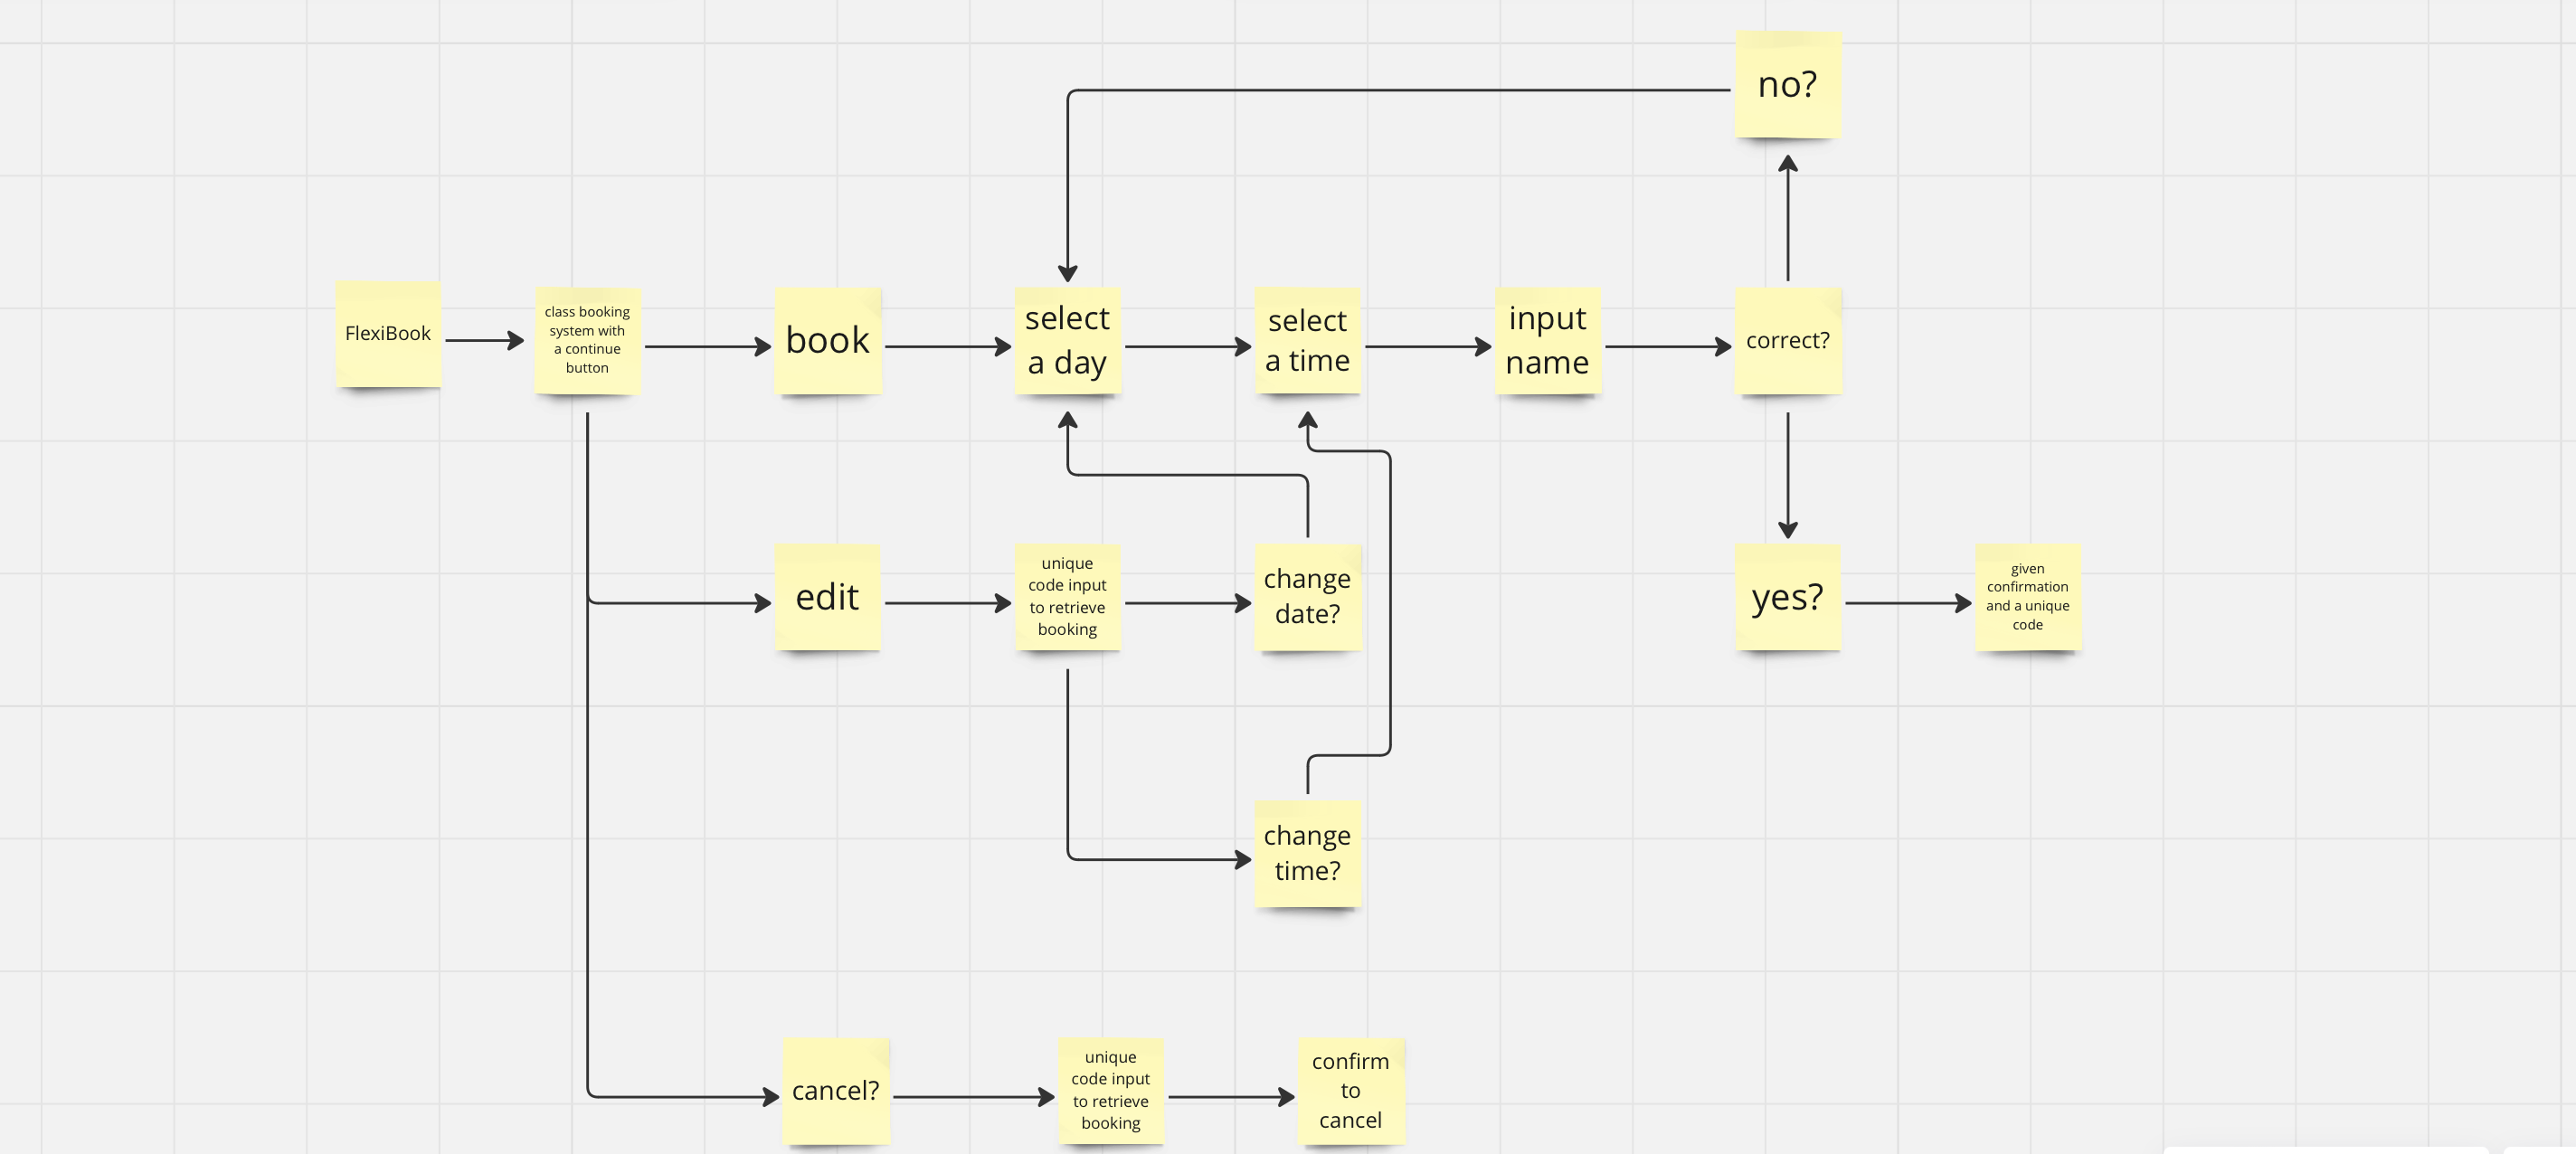 no?
FlexiBook
class booking
system with
a continue
button
book
select
a day
select
a time
input
name
correct?
edit
unique
code input
to retrieve
booking
change
date?
yes?
given
confirmation
and a unique
code
change
time?
cancel?
unique
code input
to retrieve
booking
confirm
to
cancel